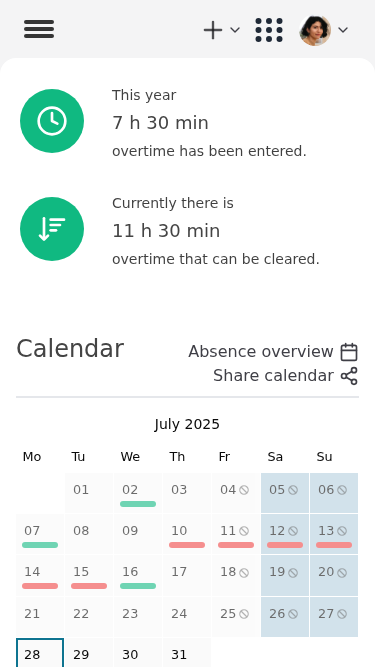 This year
7 h 30 min
overtime has been entered.
Currently there is
11 h 30 min
overtime that can be cleared.
Calendar
Absence overview
Share calendar
July 2025
Mo Tu We Th Fr Sa Su
01 02 03 04 05 06
07 08 09 10 11 12 13
14 15 16 17 18 19 20
21 22 23 24 25 26 27
28 29 30 31